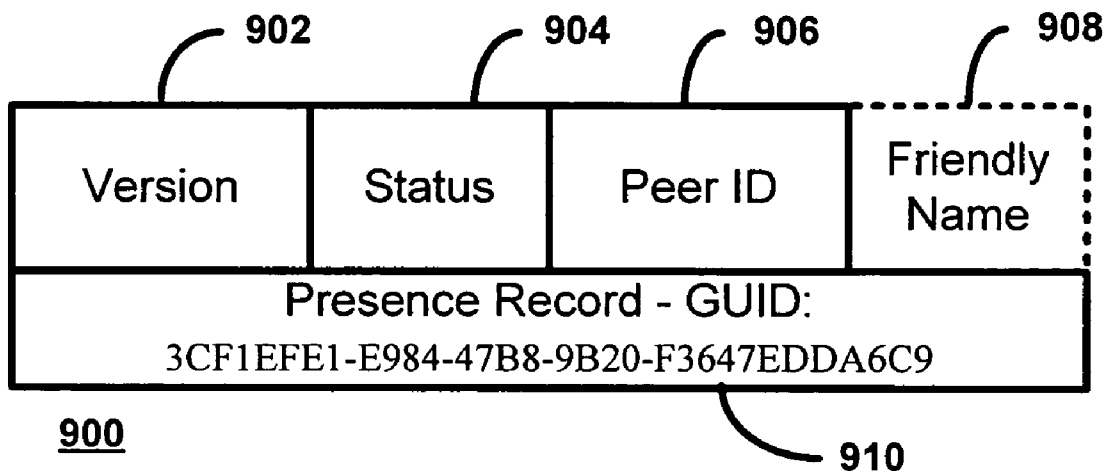 902
904
906
908
Version
Status
Peer ID
Friendly
Name
Presence Record - GUID:
3CF1EFE1-E984-47B8-9B20-F3647EDDA6C9
900
910